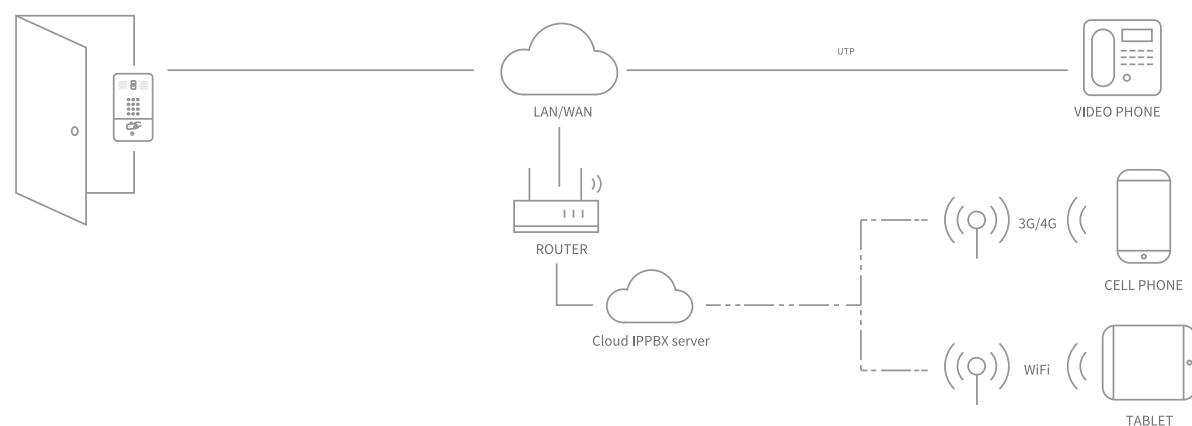 UTP
LAN/WAN
VIDEO PHONE
ROUTER
3G/4G
CELL PHONE
Cloud IPPBX server
WiFi
TABLET